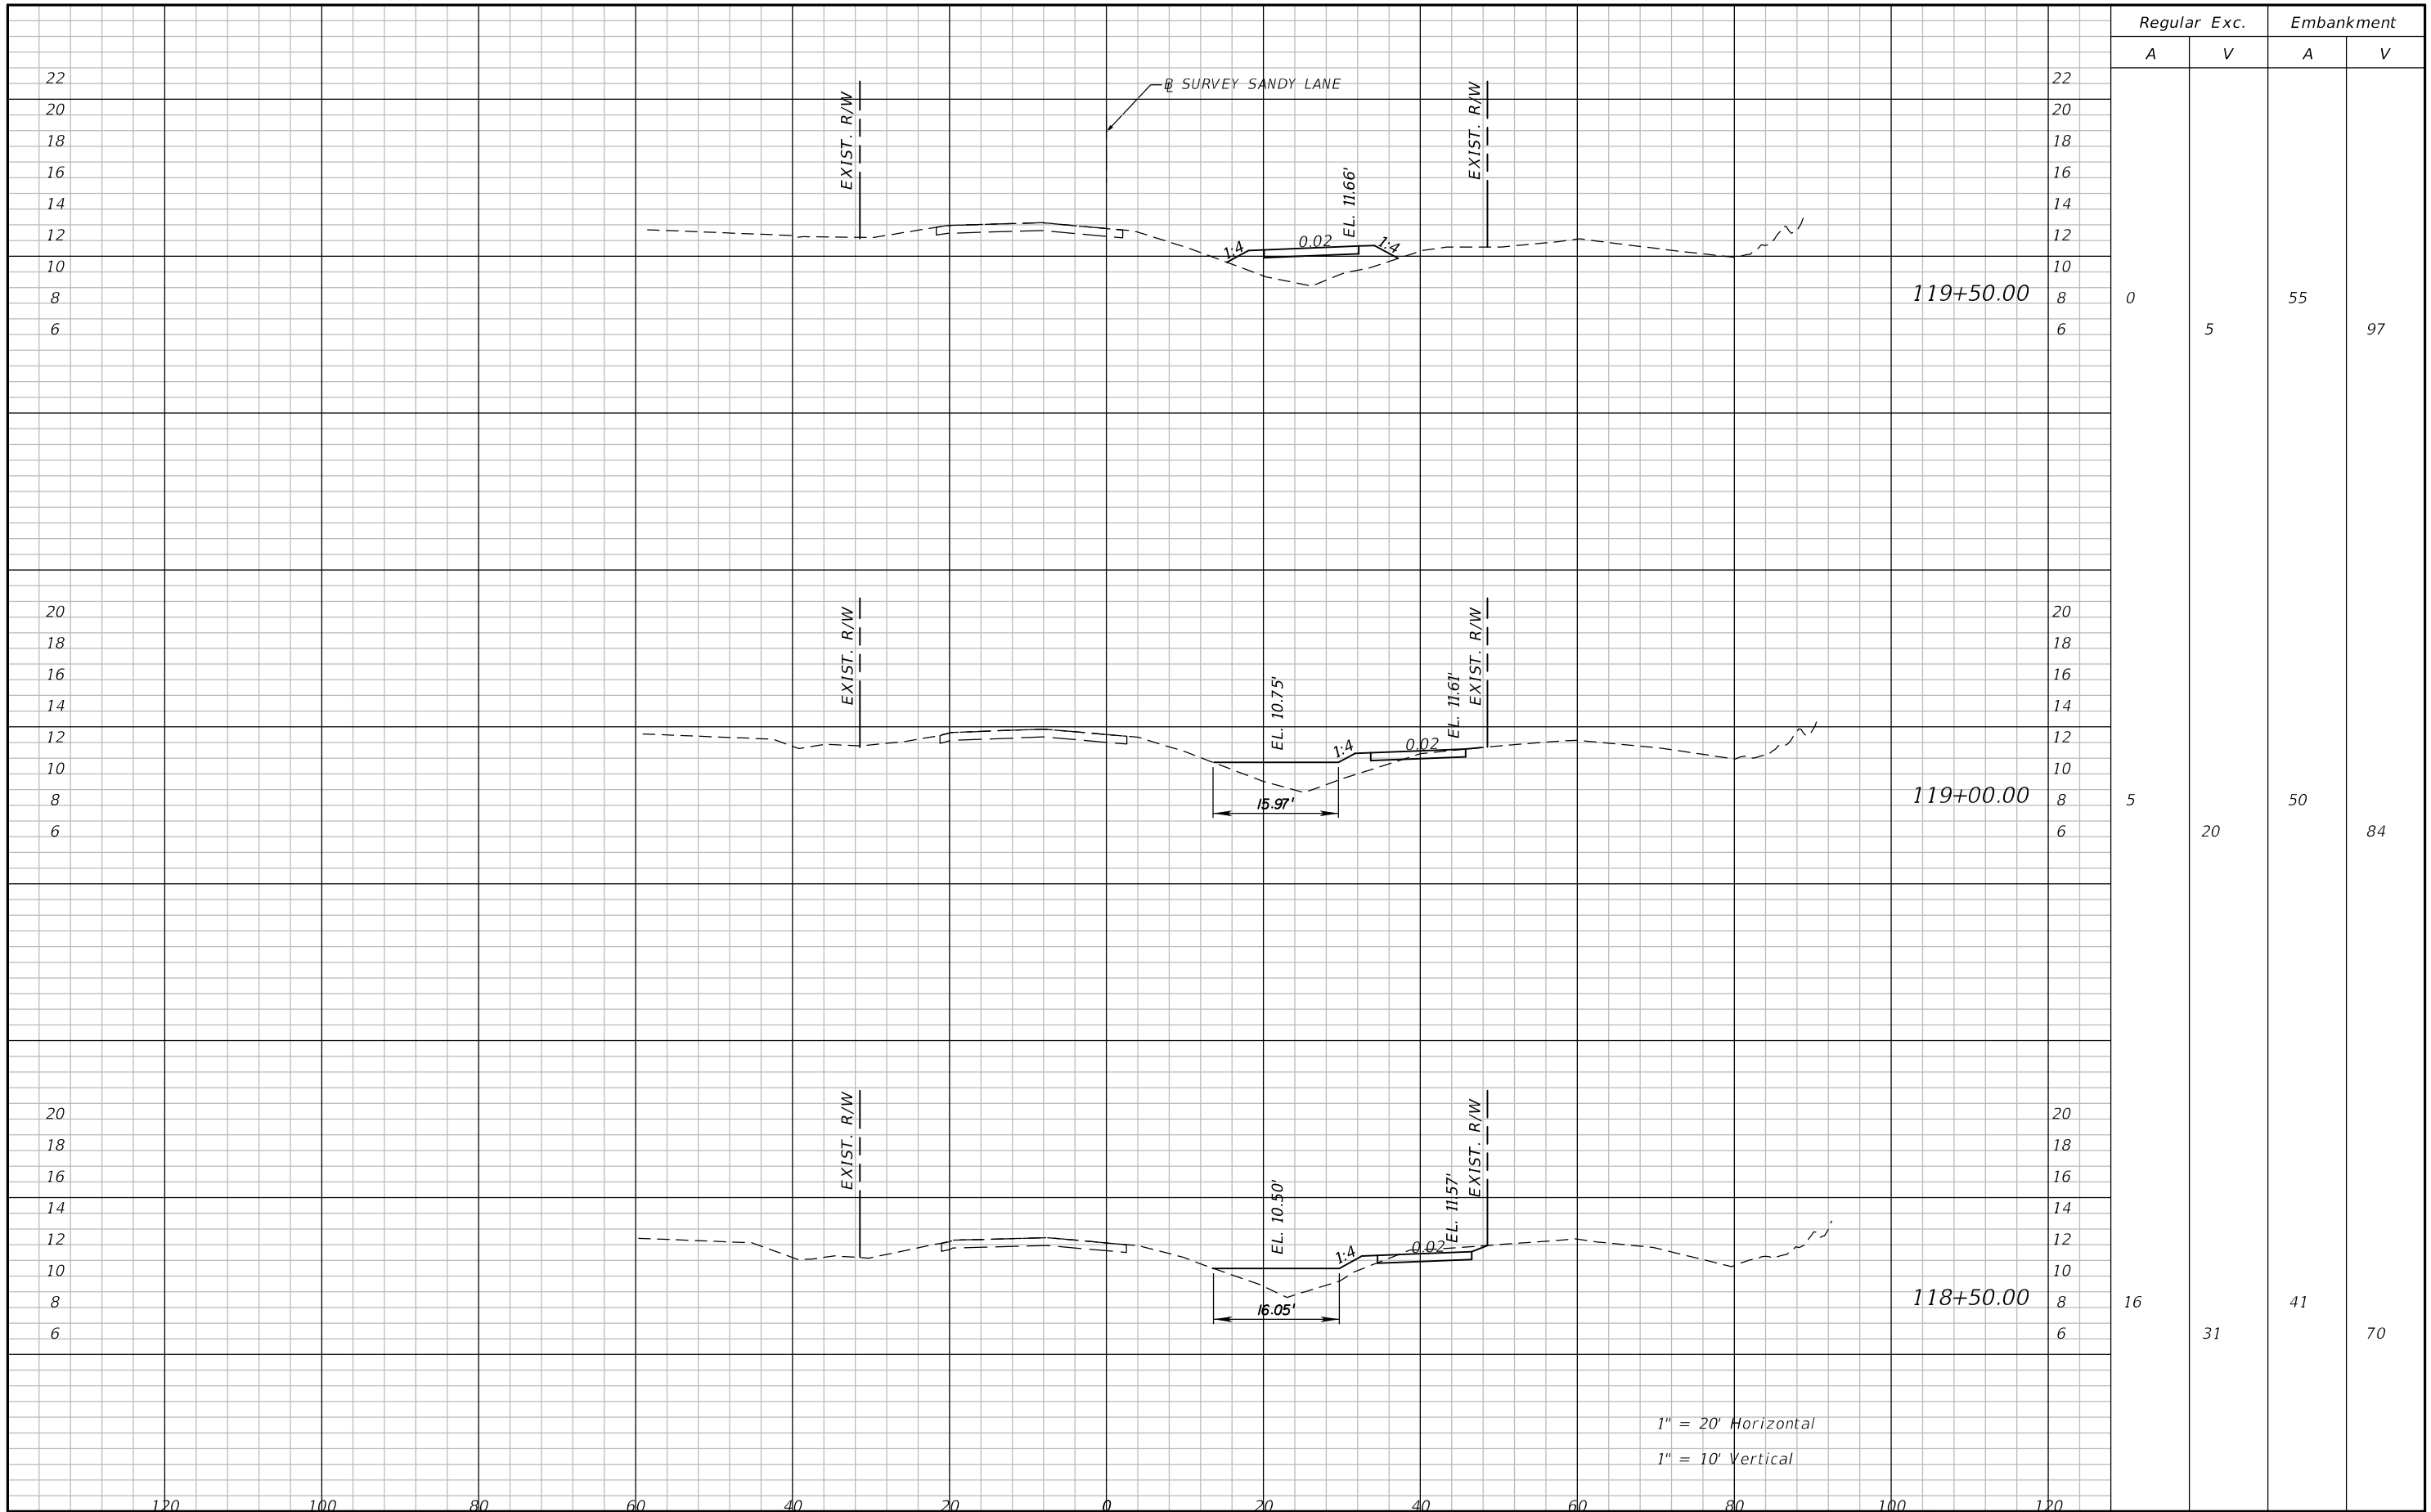 Regular Exc. Embankment
A V A V
22 22
℄ SURVEY SANDY LANE
20 20
EXIST. R/W EXIST. R/W
18 18
16 16
EL. 11.66'
14 14
12 12
1:4 0.02 1:4
10 10
119+50.00
8 8 0 55
6 6 5 97
20 20
EXIST. R/W EXIST. R/W
18 18
16 16
EL. 10.75' EL. 11.61'
14 14
12 12
1:4 0.02
10 10
119+00.00
8 8 5 50
15.97'
6 6 20 84
20 20
EXIST. R/W EXIST. R/W
18 18
16 16
EL. 10.50' EL. 11.57'
14 14
12 12
1:4 0.02
10 10
118+50.00
8 8 16 41
16.05'
6 6 31 70
1" = 20' Horizontal
1" = 10' Vertical
120 100 80 60 40 20 0 20 40 60 80 100 120